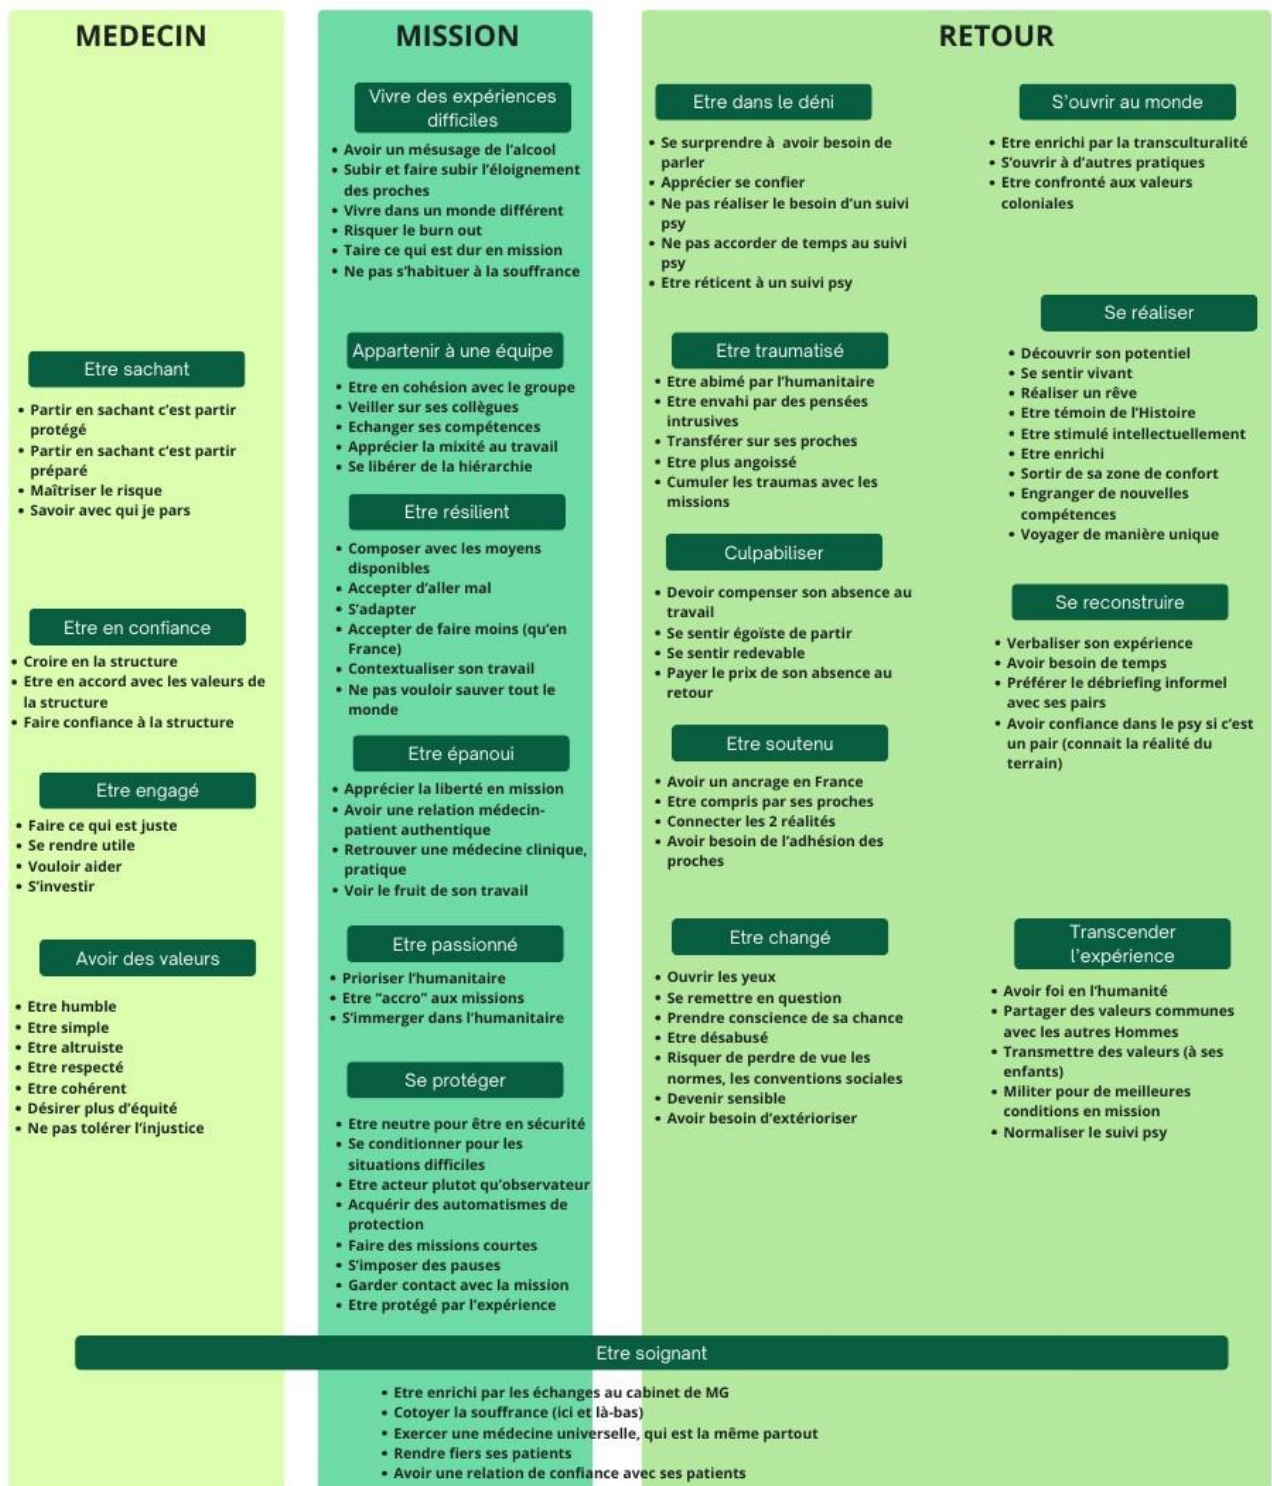 MEDECIN
Etre sachant
• Partir en sachant c'est partir
protégé
• Partir en sachant c'est partir
préparé
• Maîtriser le risque
• Savoir avec qui je pars
Etre en confiance
• Croire en la structure
• Etre en accord avec les valeurs de
la structure
• Faire confiance à la structure
Etre engagé
• Faire ce qui est juste
• Se rendre utile
• Vouloir aider
• S'investir
Avoir des valeurs
• Etre humble
• Etre simple
• Etre altruiste
• Etre respecté
• Etre cohérent
• Désirer plus d'équité
• Ne pas tolérer l'injustice
MISSION
Vivre des expériences
difficiles
• Avoir un mésusage de l'alcool
• Subir et faire subir l'éloignement
des proches
• Vivre dans un monde différent
• Risquer le burn out
• Taire ce qui est dur en mission
• Ne pas s'habituer à la souffrance
Appartenir à une équipe
• Etre en cohésion avec le groupe
• Veiller sur ses collègues
• Echanger ses compétences
• Apprécier la mixité au travail
• Se libérer de la hiérarchie
Etre résilient
• Composer avec les moyens
disponibles
• Accepter d'aller mal
• S'adapter
• Accepter de faire moins (qu'en
France)
• Contextualiser son travail
• Ne pas vouloir sauver tout le
monde
Etre épanoui
• Apprécier la liberté en mission
• Avoir une relation médecin-
patient authentique
• Retrouver une médecine clinique,
pratique
• Voir le fruit de son travail
Etre passionné
• Prioriser l'humanitaire
• Etre "accro" aux missions
• S'immerger dans l'humanitaire
Se protéger
• Etre neutre pour être en sécurité
• Se conditionner pour les
situations difficiles
• Etre acteur plutot qu'observateur
• Acquérir des automatismes de
protection
• Faire des missions courtes
• S'imposer des pauses
• Garder contact avec la mission
• Etre protégé par l'expérience
RETOUR
Etre dans le déni
• Se surprendre à avoir besoin de
parler
• Apprécier se confier
• Ne pas réaliser le besoin d'un suivi
psy
• Ne pas accorder de temps au suivi
psy
• Etre réticent à un suivi psy
Etre traumatisé
• Etre abimé par l'humanitaire
• Etre envahi par des pensées
intrusives
• Transférer sur ses proches
• Etre plus angoissé
• Cumuler les traumas avec les
missions
Culpabiliser
• Devoir compenser son absence au
travail
• Se sentir égoïste de partir
• Se sentir redevable
• Payer le prix de son absence au
retour
Etre soutenu
• Avoir un ancrage en France
• Etre compris par ses proches
• Connecter les 2 réalités
• Avoir besoin de l'adhésion des
proches
Etre changé
• Ouvrir les yeux
• Se remettre en question
• Prendre conscience de sa chance
• Etre désabusé
• Risquer de perdre de vue les
normes, les conventions sociales
• Devenir sensible
• Avoir besoin d'extérioriser
S'ouvrir au monde
• Etre enrichi par la transculturalité
• S'ouvrir à d'autres pratiques
• Etre confronté aux valeurs
coloniales
Se réaliser
• Découvrir son potentiel
• Se sentir vivant
• Réaliser un rêve
• Etre témoin de l'Histoire
• Etre stimulé intellectuellement
• Etre enrichi
• Sortir de sa zone de confort
• Engranger de nouvelles
compétences
• Voyager de manière unique
Se reconstruire
• Verbaliser son expérience
• Avoir besoin de temps
• Préférer le débriefing informel
avec ses pairs
• Avoir confiance dans le psy si c'est
un pair (connait la réalité du
terrain)
Transcender
l'expérience
• Avoir foi en l'humanité
• Partager des valeurs communes
avec les autres Hommes
• Transmettre des valeurs (à ses
enfants)
• Militer pour de meilleures
conditions en mission
• Normaliser le suivi psy
Etre soignant
• Etre enrichi par les échanges au cabinet de MG
• Cotoyer la souffrance (ici et là-bas)
• Exercer une médecine universelle, qui est la même partout
• Rendre fiers ses patients
• Avoir une relation de confiance avec ses patients